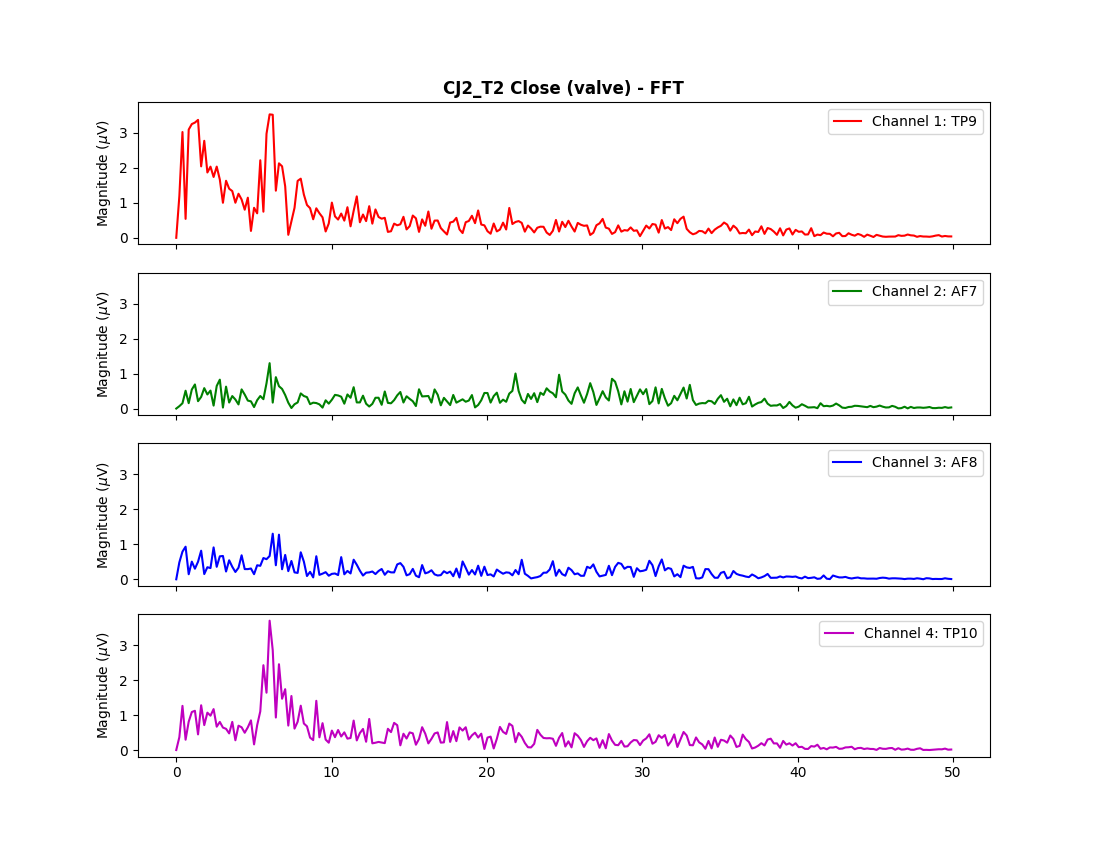 CJ2_T2 Close (valve) - FFT
Magnitude (μV)
3
2
1
0
Channel 1: TP9
Magnitude (μV)
3
2
1
0
Channel 2: AF7
Magnitude (μV)
3
2
1
0
Channel 3: AF8
Magnitude (μV)
3
2
1
0
Channel 4: TP10
0 10 20 30 40 50